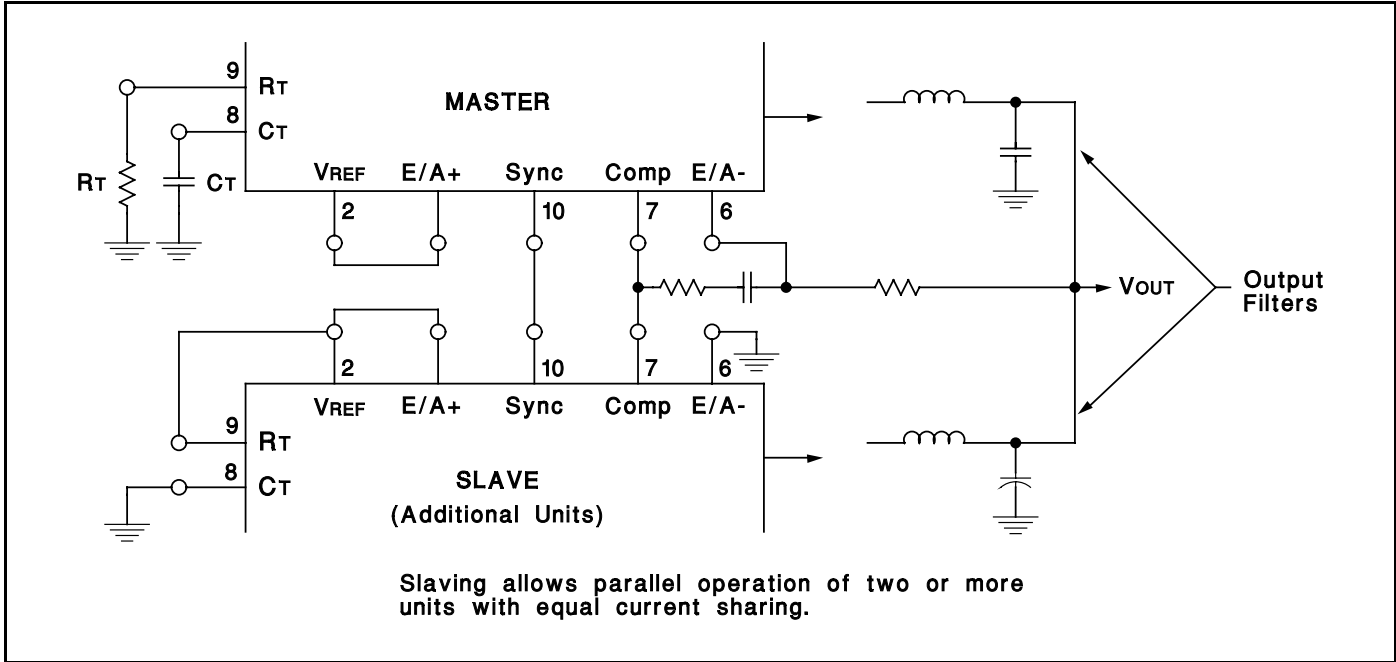 9 RT
MASTER
8 CT
RT CT
VREF E/A+ Sync Comp E/A-
2 10 7 6
VOUT
Output
Filters
2 10 7 6
VREF E/A+ Sync Comp E/A-
9 RT
8 CT
SLAVE
(Additional Units)
Slaving allows parallel operation of two or more
units with equal current sharing.